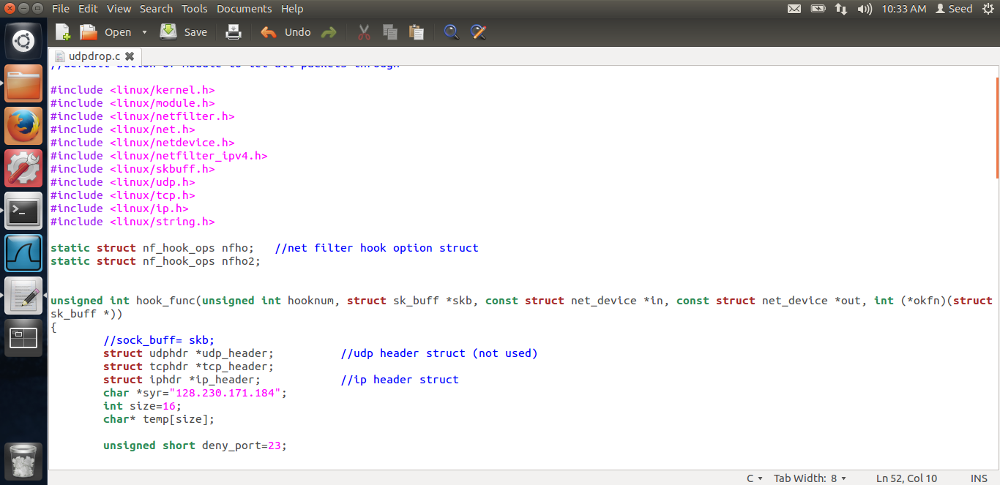 File Edit View Search Tools Documents Help 10:33 AM Seed
Open Save Undo
udpdrop.c
//default action of module to let all packets through
#include <linux/kernel.h>
#include <linux/module.h>
#include <linux/netfilter.h>
#include <linux/net.h>
#include <linux/netdevice.h>
#include <linux/netfilter_ipv4.h>
#include <linux/skbuff.h>
#include <linux/udp.h>
#include <linux/tcp.h>
#include <linux/ip.h>
#include <linux/string.h>
static struct nf_hook_ops nfho; //net filter hook option struct
static struct nf_hook_ops nfho2;
unsigned int hook_func(unsigned int hooknum, struct sk_buff *skb, const struct net_device *in, const struct net_device *out, int (*okfn)(struct
sk_buff *))
{
//sock_buff= skb;
struct udphdr *udp_header; //udp header struct (not used)
struct tcphdr *tcp_header;
struct iphdr *ip_header; //ip header struct
char *syr="128.230.171.184";
int size=16;
char* temp[size];
unsigned short deny_port=23;
C Tab Width: 8 Ln 52, Col 10 INS